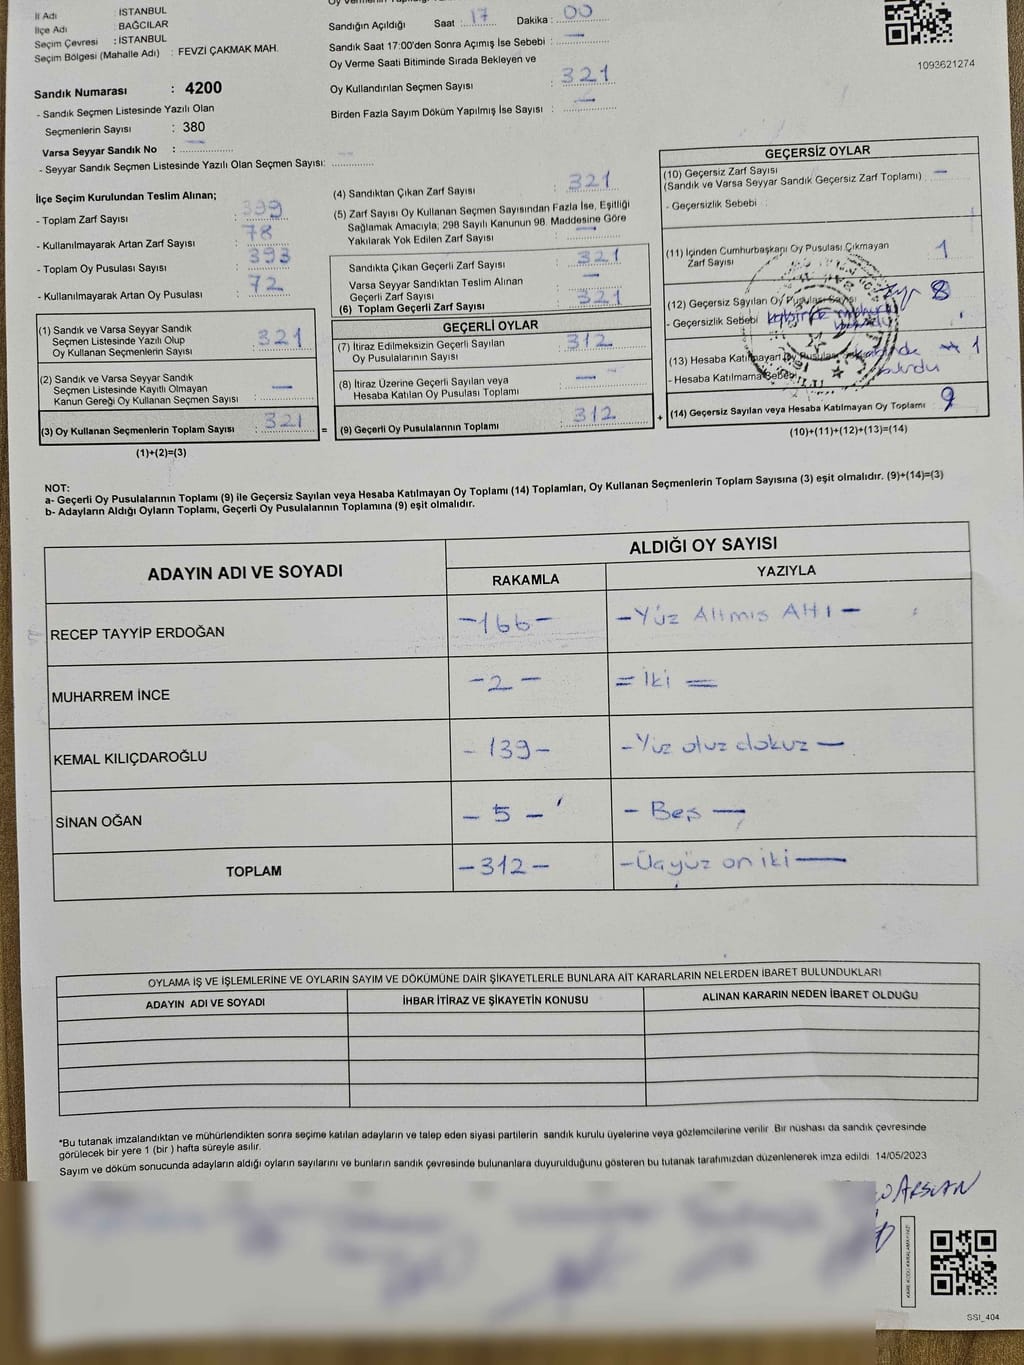 İl Adı : İSTANBUL
İlçe Adı : BAĞCILAR
Seçim Çevresi : İSTANBUL
Seçim Bölgesi (Mahalle Adı) : FEVZİ ÇAKMAK MAH.
Sandık Numarası : 4200
- Sandık Seçmen Listesinde Yazılı Olan
Seçmenlerin Sayısı : 380
Varsa Seyyar Sandık No : —
- Seyyar Sandık Seçmen Listesinde Yazılı Olan Seçmen Sayısı: —
Sandığın Açıldığı Saat : 17 Dakika : 00
Sandık Saat 17:00'den Sonra Açımış İse Sebebi : —
Oy Verme Saati Bitiminde Sırada Bekleyen ve
Oy Kullandırılan Seçmen Sayısı : 321
Birden Fazla Sayım Döküm Yapılmış İse Sayısı : —
1093621274
İlçe Seçim Kurulundan Teslim Alınan;
- Toplam Zarf Sayısı : 399
- Kullanılmayarak Artan Zarf Sayısı : 78
- Toplam Oy Pusulası Sayısı : 393
- Kullanılmayarak Artan Oy Pusulası : 72
(1) Sandık ve Varsa Seyyar Sandık
Seçmen Listesinde Yazılı Olup
Oy Kullanan Seçmenlerin Sayısı : 321
(2) Sandık ve Varsa Seyyar Sandık
Seçmen Listesinde Kayıtlı Olmayan
Kanun Gereği Oy Kullanan Seçmen Sayısı : —
(3) Oy Kullanan Seçmenlerin Toplam Sayısı : 321 =
(1)+(2)=(3)
(4) Sandıktan Çıkan Zarf Sayısı : 321
(5) Zarf Sayısı Oy Kullanan Seçmen Sayısından Fazla İse, Eşitliği
Sağlamak Amacıyla, 298 Sayılı Kanunun 98. Maddesine Göre
Yakılarak Yok Edilen Zarf Sayısı : —
Sandıkta Çıkan Geçerli Zarf Sayısı : 321
Varsa Seyyar Sandıktan Teslim Alınan
Geçerli Zarf Sayısı : —
(6) Toplam Geçerli Zarf Sayısı : 321
GEÇERLİ OYLAR
(7) İtiraz Edilmeksizin Geçerli Sayılan
Oy Pusulalarının Sayısı : 312
(8) İtiraz Üzerine Geçerli Sayılan veya
Hesaba Katılan Oy Pusulası Toplamı : —
(9) Geçerli Oy Pusulalarının Toplamı : 312 +
GEÇERSİZ OYLAR
(10) Geçersiz Zarf Sayısı
(Sandık ve Varsa Seyyar Sandık Geçersiz Zarf Toplamı) : —
- Geçersizlik Sebebi :
(11) İçinden Cumhurbaşkanı Oy Pusulası Çıkmayan
Zarf Sayısı : 1
(12) Geçersiz Sayılan Oy Pusulası Sayısı 8
- Geçersizlik Sebebi
(13) Hesaba Katılmayan Oy Pusulası 1
- Hesaba Katılmama Sebebi
(14) Geçersiz Sayılan veya Hesaba Katılmayan Oy Toplamı : 9
(10)+(11)+(12)+(13)=(14)
NOT:
a- Geçerli Oy Pusulalarının Toplamı (9) ile Geçersiz Sayılan veya Hesaba Katılmayan Oy Toplamı (14) Toplamları, Oy Kullanan Seçmenlerin Toplam Sayısına (3) eşit olmalıdır. (9)+(14)=(3)
b- Adayların Aldığı Oyların Toplamı, Geçerli Oy Pusulalarının Toplamına (9) eşit olmalıdır.
ADAYIN ADI VE SOYADI
ALDIĞI OY SAYISI
RAKAMLA YAZIYLA
RECEP TAYYİP ERDOĞAN -166- -Yüz Altmış Altı-
MUHARREM İNCE -2- = İki =
KEMAL KILIÇDAROĞLU -139- -Yüz otuz dokuz-
SİNAN OĞAN -5- -Beş-
TOPLAM -312- -Üçyüz on iki-
OYLAMA İŞ VE İŞLEMLERİNE VE OYLARIN SAYIM VE DÖKÜMÜNE DAİR ŞİKAYETLERLE BUNLARA AİT KARARLARIN NELERDEN İBARET BULUNDUKLARI
ADAYIN ADI VE SOYADI İHBAR İTİRAZ VE ŞİKAYETİN KONUSU ALINAN KARARIN NEDEN İBARET OLDUĞU
*Bu tutanak imzalandıktan ve mühürlendikten sonra seçime katılan adayların ve talep eden siyasi partilerin sandık kurulu üyelerine veya gözlemcilerine verilir. Bir nüshası da sandık çevresinde
görülecek bir yere 1 (bir) hafta süreyle asılır.
Sayım ve döküm sonucunda adayların aldığı oyların sayılarını ve bunların sandık çevresinde bulunanlara duyurulduğunu gösteren bu tutanak tarafımızdan düzenlenerek imza edildi. 14/05/2023
ARSLAN
SSI_404